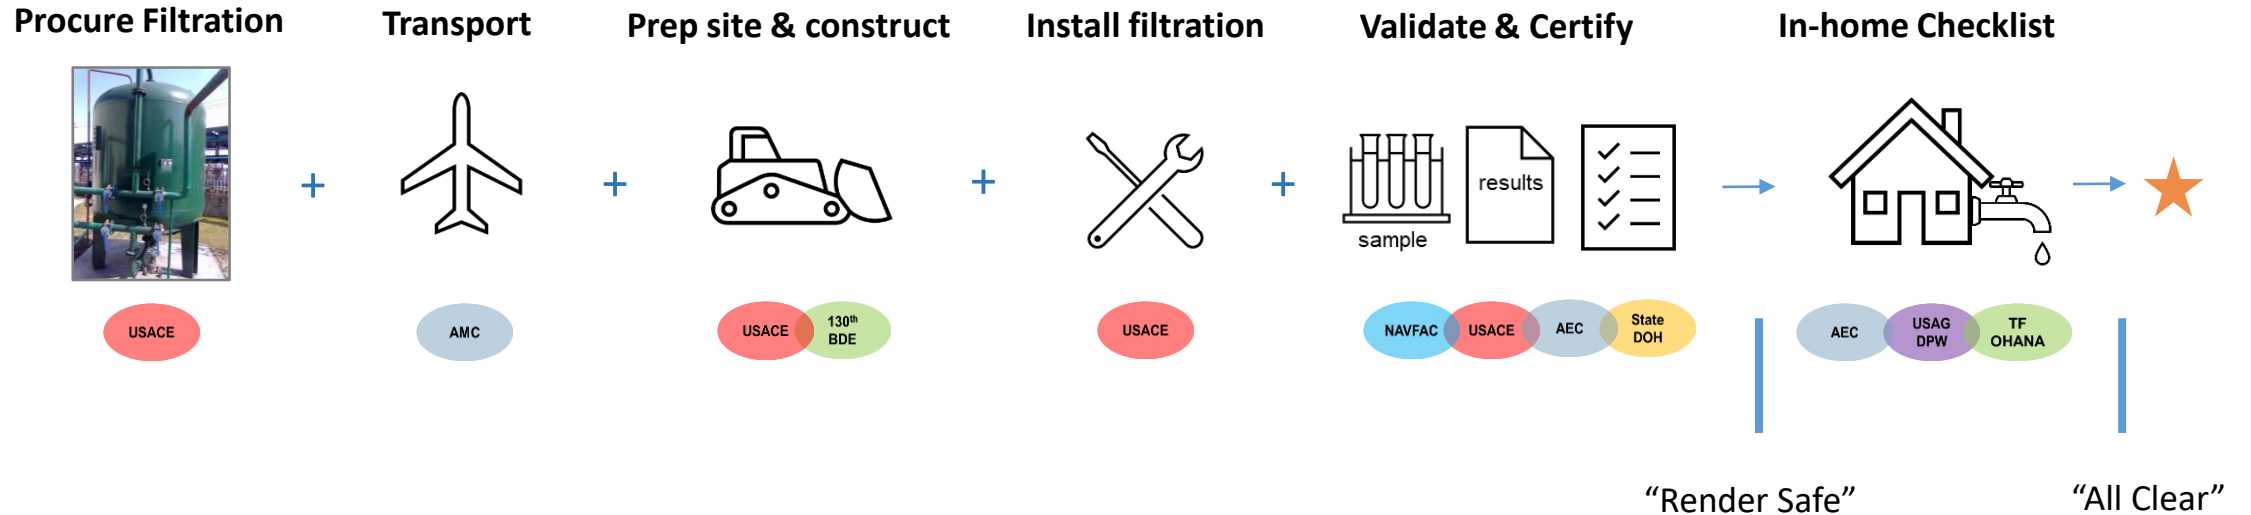 Procure Filtration
Transport
Prep site & construct
Install filtration
Validate & Certify
In-home Checklist
+
+
+
+
sample
results
USACE
AMC
USACE
130th
BDE
USACE
NAVFAC
USACE
AEC
State
DOH
AEC
USAG
DPW
TF
OHANA
“Render Safe”
“All Clear”